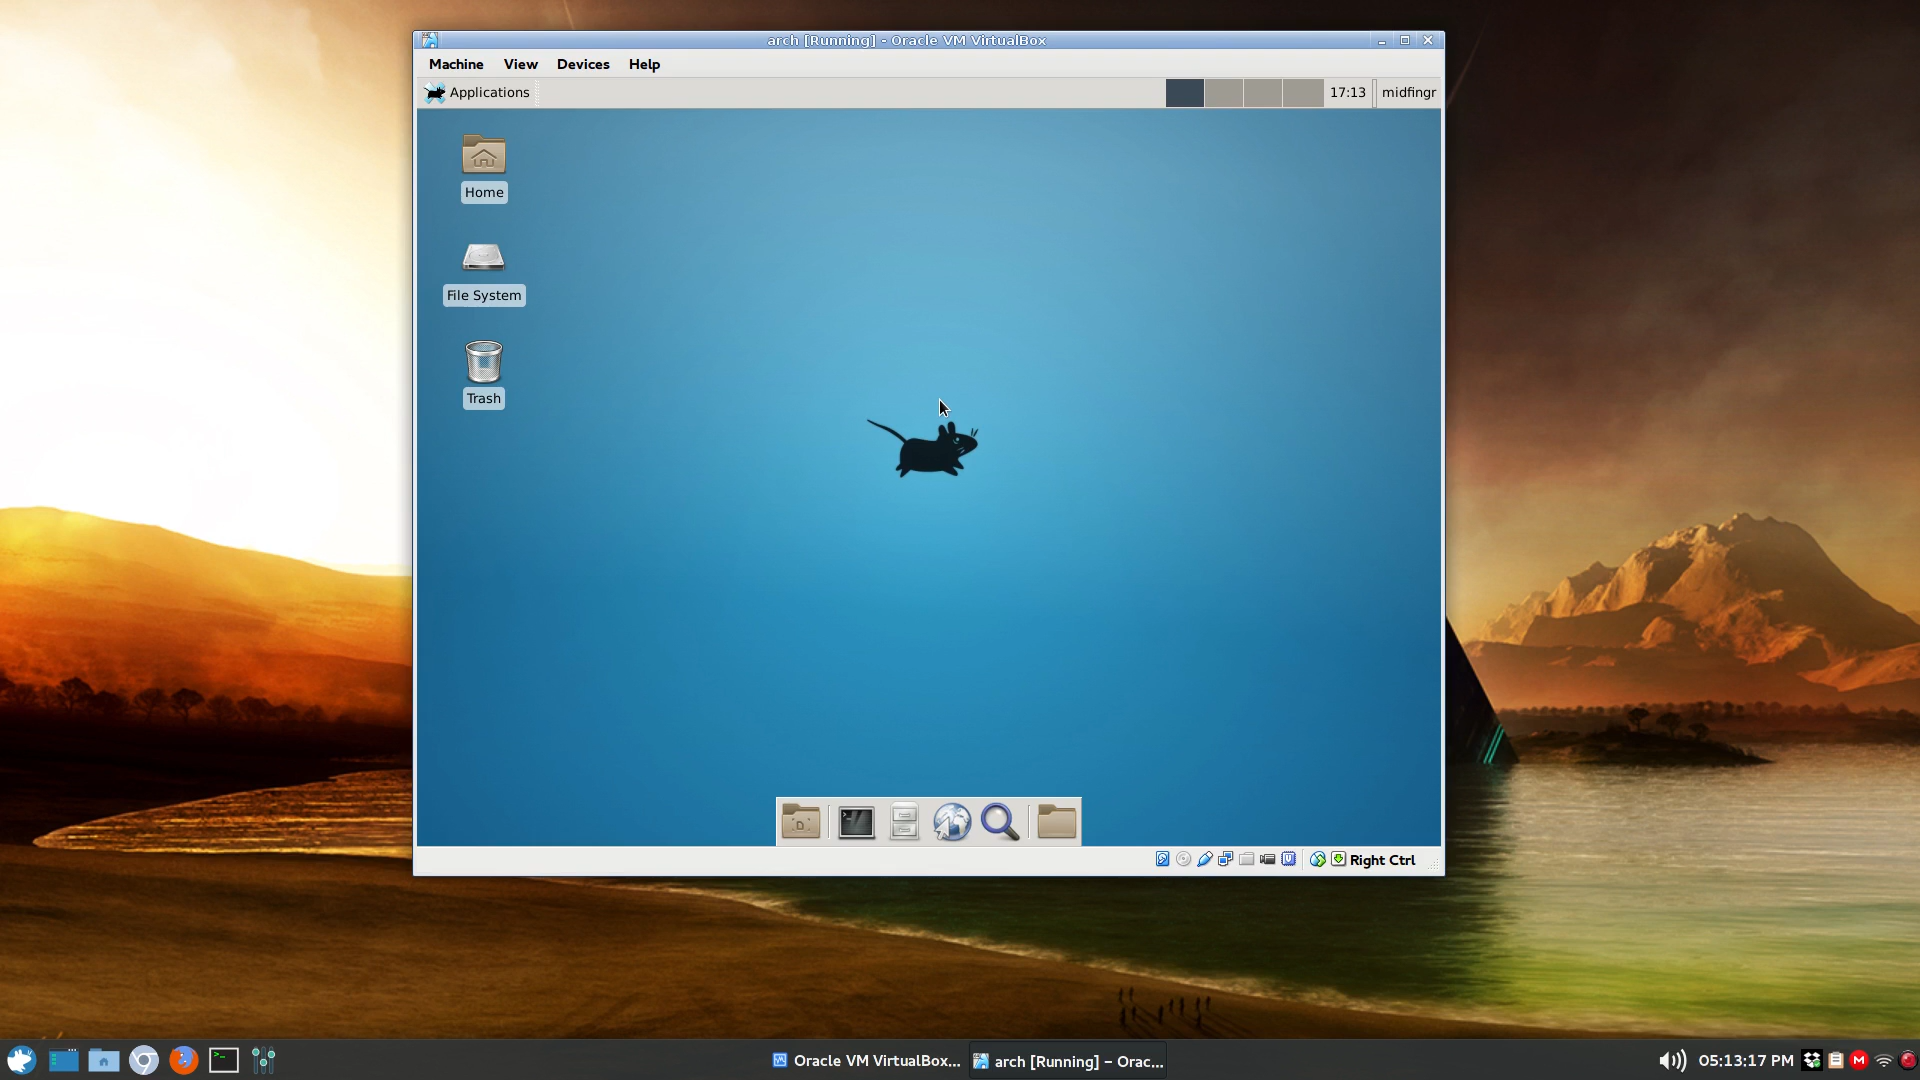 arch [Running] - Oracle VM VirtualBox
Machine View Devices Help
Applications 17:13 midfingr
Home
File System
Trash
Right Ctrl
Oracle VM VirtualBox... arch [Running] – Orac... 05:13:17 PM